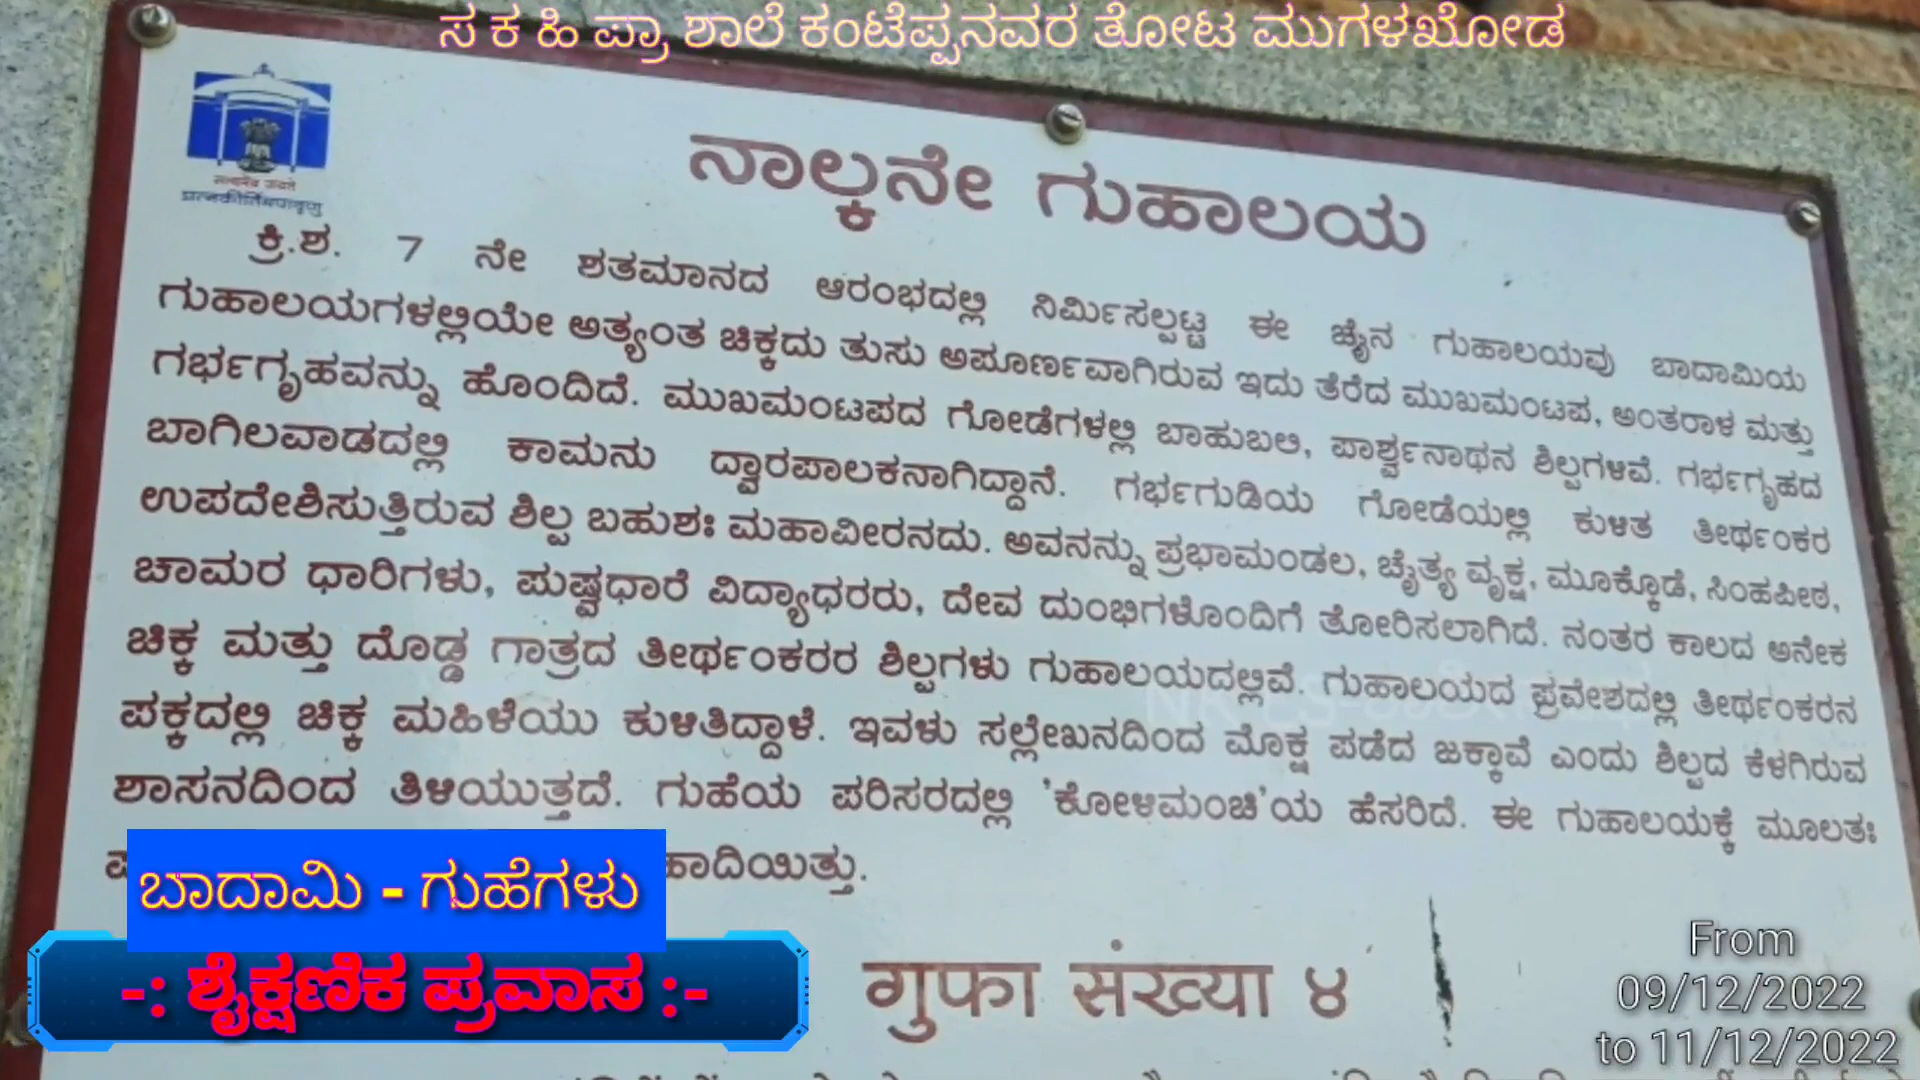 ಸ ಕ ಹಿ ಪ್ರಾ ಶಾಲೆ ಕಂಟೆಪ್ಪನವರ ತೋಟ ಮುಗಳಖೋಡ
ನಾಲ್ಕನೇ ಗುಹಾಲಯ
ಕ್ರಿ.ಶ. 7 ನೇ ಶತಮಾನದ ಆರಂಭದಲ್ಲಿ ನಿರ್ಮಿಸಲ್ಪಟ್ಟ ಈ ಜೈನ ಗುಹಾಲಯವು ಬಾದಾಮಿಯ
ಗುಹಾಲಯಗಳಲ್ಲಿಯೇ ಅತ್ಯಂತ ಚಿಕ್ಕದು ತುಸು ಅಪೂರ್ಣವಾಗಿರುವ ಇದು ತೆರೆದ ಮುಖಮಂಟಪ, ಅಂತರಾಳ ಮತ್ತು
ಗರ್ಭಗೃಹವನ್ನು ಹೊಂದಿದೆ. ಮುಖಮಂಟಪದ ಗೋಡೆಗಳಲ್ಲಿ ಬಾಹುಬಲಿ, ಪಾರ್ಶ್ವನಾಥನ ಶಿಲ್ಪಗಳಿವೆ. ಗರ್ಭಗೃಹದ
ಬಾಗಿಲವಾಡದಲ್ಲಿ ಕಾಮನು ದ್ವಾರಪಾಲಕನಾಗಿದ್ದಾನೆ. ಗರ್ಭಗುಡಿಯ ಗೋಡೆಯಲ್ಲಿ ಕುಳಿತ ತೀರ್ಥಂಕರ
ಉಪದೇಶಿಸುತ್ತಿರುವ ಶಿಲ್ಪ ಬಹುಶಃ ಮಹಾವೀರನದು. ಅವನನ್ನು ಪ್ರಭಾಮಂಡಲ, ಚೈತ್ಯ ವೃಕ್ಷ, ಮೂಕ್ಕೊಡೆ, ಸಿಂಹಪೀಠ,
ಚಾಮರ ಧಾರಿಗಳು, ಪುಷ್ಪಧಾರೆ ವಿದ್ಯಾಧರರು, ದೇವ ದುಂಭಿಗಳೊಂದಿಗೆ ತೋರಿಸಲಾಗಿದೆ. ನಂತರ ಕಾಲದ ಅನೇಕ
ಚಿಕ್ಕ ಮತ್ತು ದೊಡ್ಡ ಗಾತ್ರದ ತೀರ್ಥಂಕರರ ಶಿಲ್ಪಗಳು ಗುಹಾಲಯದಲ್ಲಿವೆ. ಗುಹಾಲಯದ ಪ್ರವೇಶದಲ್ಲಿ ತೀರ್ಥಂಕರನ
ಪಕ್ಕದಲ್ಲಿ ಚಿಕ್ಕ ಮಹಿಳೆಯು ಕುಳಿತಿದ್ದಾಳೆ. ಇವಳು ಸಲ್ಲೇಖನದಿಂದ ಮೊಕ್ಷ ಪಡೆದ ಜಕ್ಕಾವೆ ಎಂದು ಶಿಲ್ಪದ ಕೆಳಗಿರುವ
ಶಾಸನದಿಂದ ತಿಳಿಯುತ್ತದೆ. ಗುಹೆಯ ಪರಿಸರದಲ್ಲಿ 'ಕೋಳಿಮಂಚಿ'ಯ ಹೆಸರಿದೆ. ಈ ಗುಹಾಲಯಕ್ಕೆ ಮೂಲತಃ
ಹಾದಿಯಿತ್ತು.
ಬಾದಾಮಿ - ಗುಹೆಗಳು
-: ಶೈಕ್ಷಣಿಕ ಪ್ರವಾಸ :-
गुफा संख्या ४
From
09/12/2022
to 11/12/2022